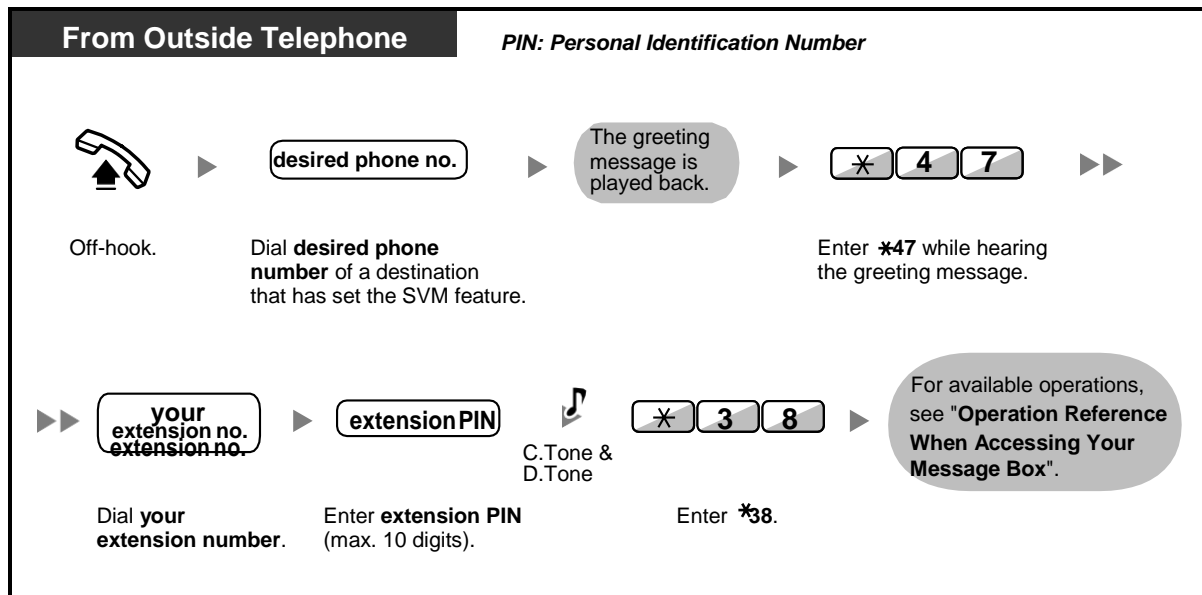 From Outside Telephone
PIN: Personal Identification Number
desired phone no.
The greeting
message is
played back.
* 4 7
Off-hook.
Dial desired phone
number of a destination
that has set the SVM feature.
Enter *47 while hearing
the greeting message.
your
extension no.
extension no.
extension PIN
C.Tone &
D.Tone
* 3 8
For available operations,
see "Operation Reference
When Accessing Your
Message Box".
Dial your
extension number.
Enter extension PIN
(max. 10 digits).
Enter *38.